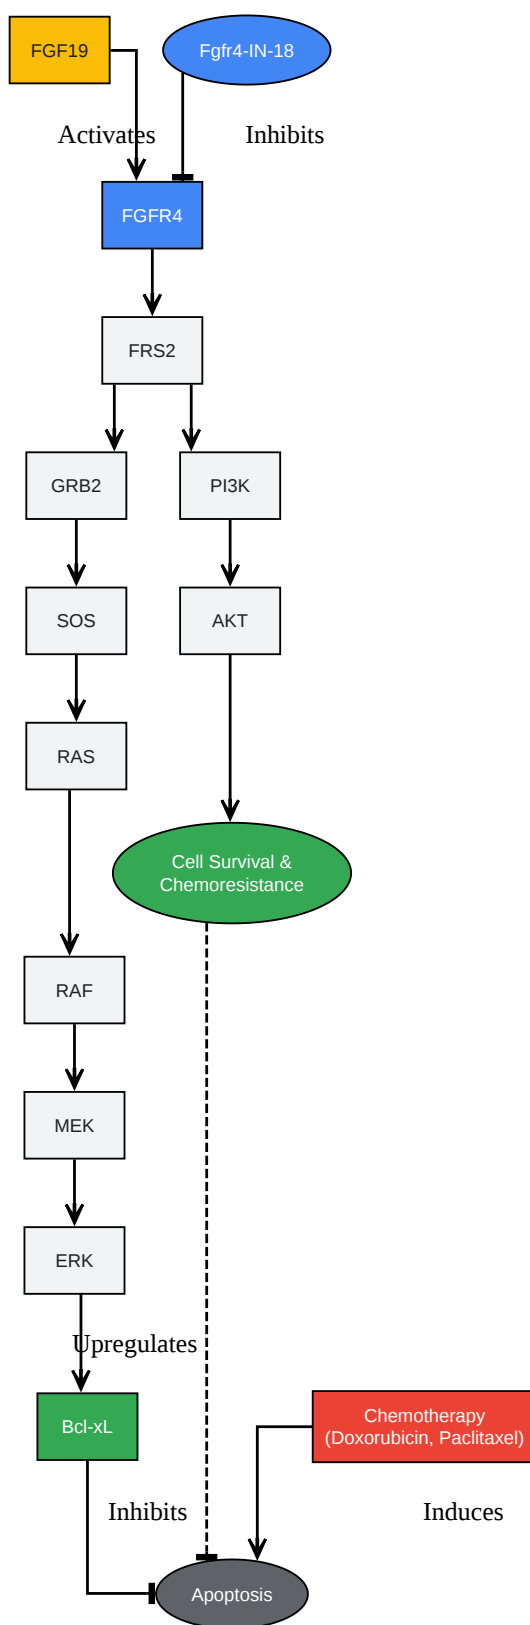 FGF19
Fgfr4-IN-18
Activates
Inhibits
FGFR4
FRS2
GRB2
PI3K
SOS
AKT
RAS
Cell Survival &
Chemoresistance
RAF
MEK
ERK
Upregulates
Bcl-xL
Chemotherapy
(Doxorubicin, Paclitaxel)
Inhibits
Induces
Apoptosis